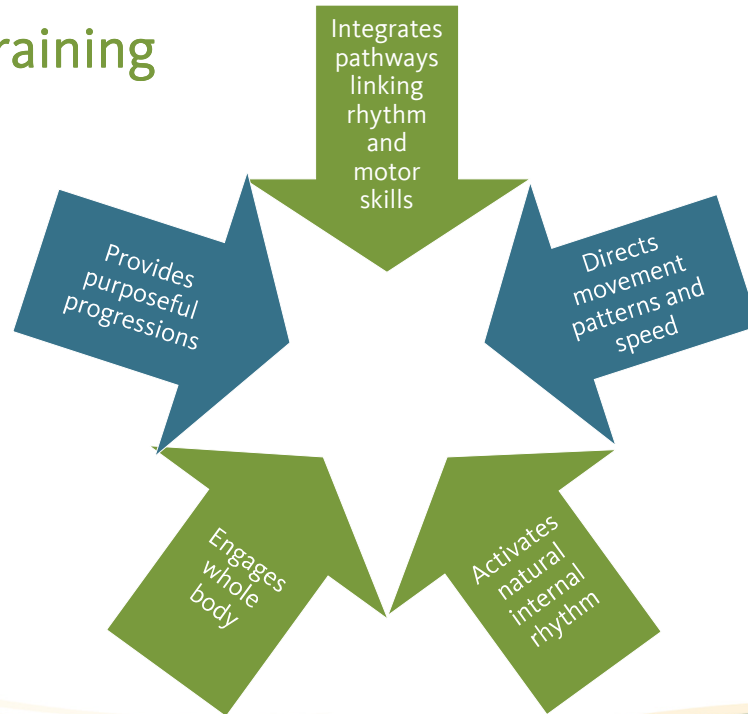 raining
Integrates
pathways
linking
rhythm
and
motor
skills
Provides
purposeful
progressions
Directs
movement
patterns and
speed
Engages
whole
body
Activates
natural
internal
rhythm